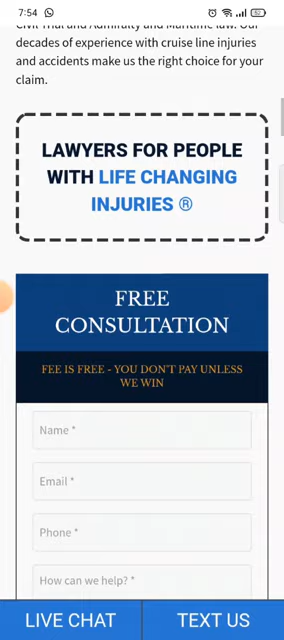 7:54
52
Civil Trial and Admiralty and Maritime law. Our
decades of experience with cruise line injuries
and accidents make us the right choice for your
claim.
LAWYERS FOR PEOPLE
WITH LIFE CHANGING
INJURIES ®
FREE
CONSULTATION
FEE IS FREE - YOU DON'T PAY UNLESS
WE WIN
Name *
Email *
Phone *
How can we help? *
LIVE CHAT
TEXT US